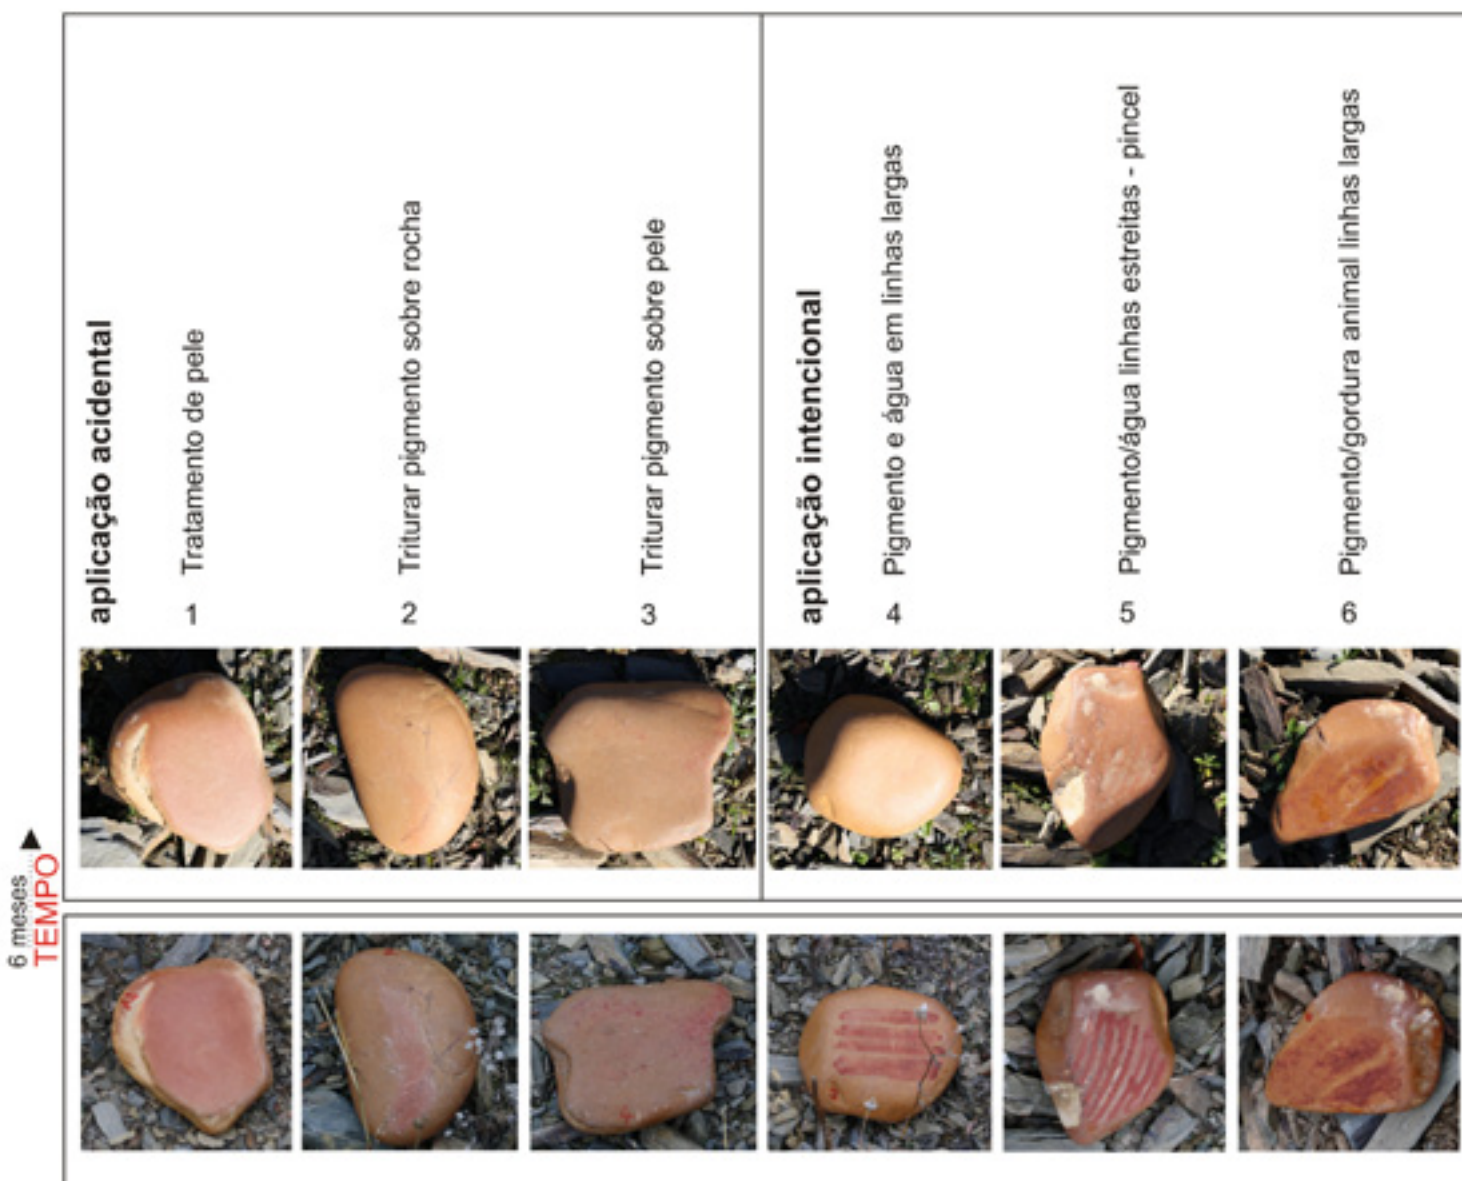 6 meses
TEMPO
aplicação acidental
1 Tratamento de pele
2 Triturar pigmento sobre rocha
3 Triturar pigmento sobre pele
aplicação intencional
4 Pigmento e água em linhas largas
5 Pigmento/água linhas estreitas - pincel
6 Pigmento/gordura animal linhas largas